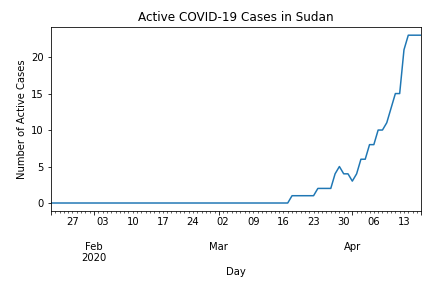 Active COVID-19 Cases in Sudan
Number of Active Cases
20
15
10
5
0
27 03 10 17 24 02 09 16 23 30 06 13
Feb Mar Apr
2020
Day